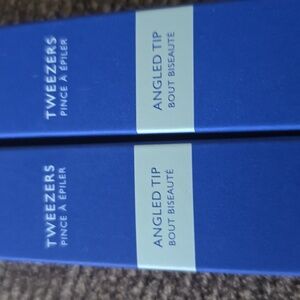 TWEEZERS
PINCE À ÉPILER
ANGLED TIP
BOUT BISEAUTÉ
TWEEZERS
PINCE À ÉPILER
ANGLED TIP
BOUT BISEAUTÉ